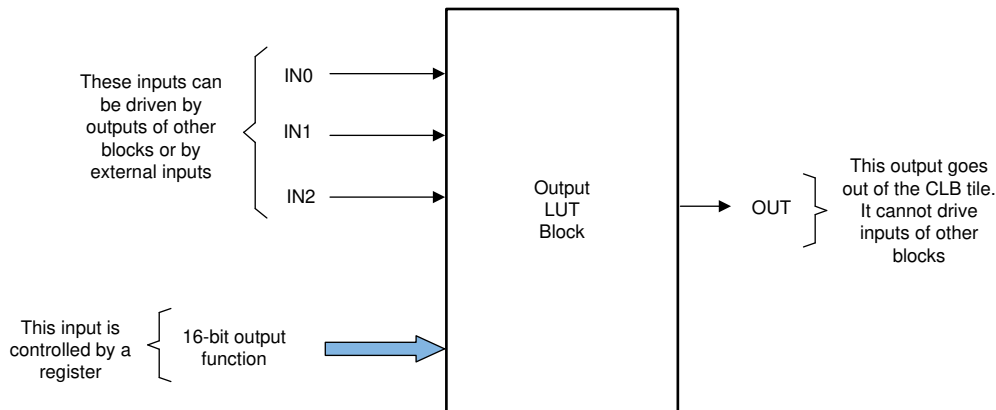 These inputs can
be driven by
outputs of other
blocks or by
external inputs
IN0
IN1
IN2
Output
LUT
Block
OUT
This output goes
out of the CLB tile.
It cannot drive
inputs of other
blocks
This input is
controlled by a
register
16-bit output
function